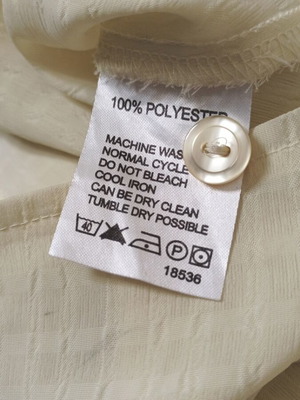 100% POLYESTER
MACHINE WAS
NORMAL CYCLE
DO NOT BLEACH
COOL IRON
CAN BE DRY CLEAN
TUMBLE DRY POSSIBLE
40 P
18536